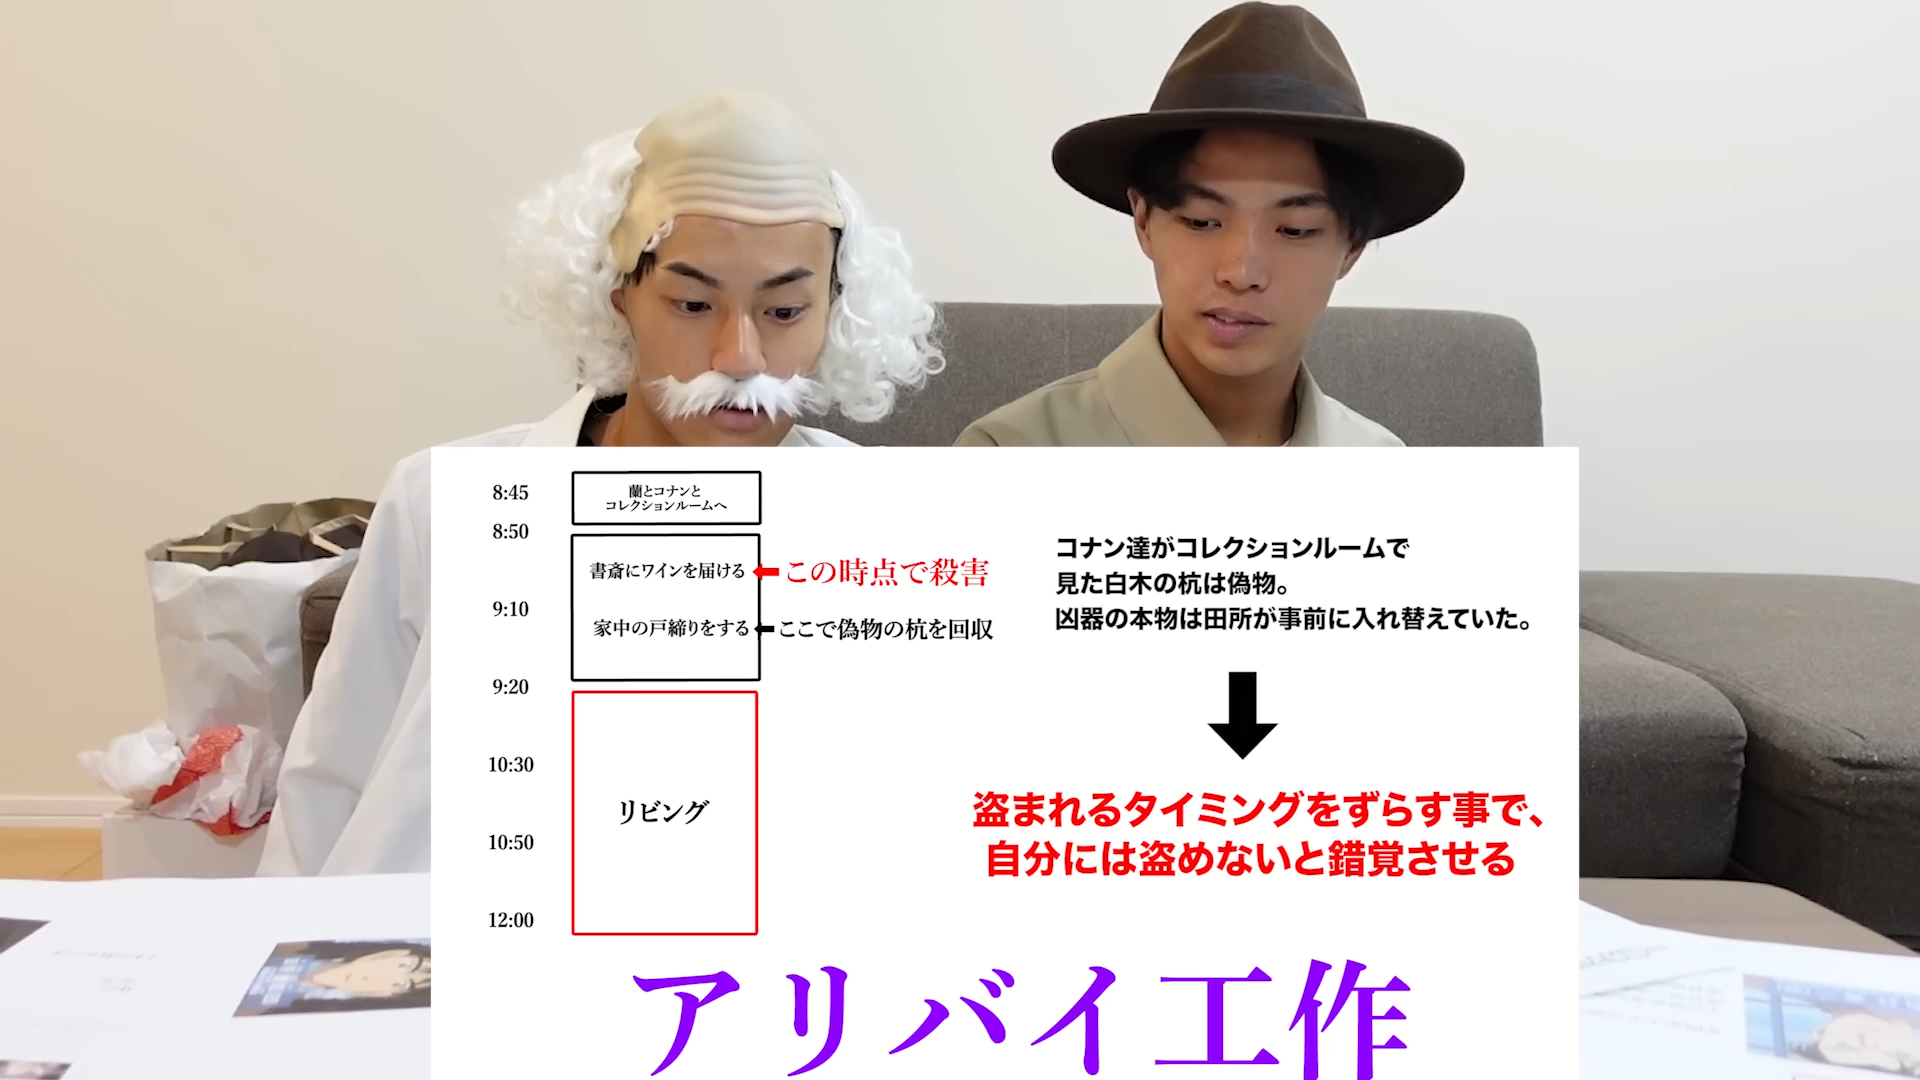 8:45
蘭とコナンと
コレクションルームへ
8:50
書斎にワインを届ける
この時点で殺害
9:10
家中の戸締りをする
ここで偽物の杭を回収
9:20
10:30
リビング
10:50
12:00
コナン達がコレクションルームで
見た白木の杭は偽物。
凶器の本物は田所が事前に入れ替えていた。
盗まれるタイミングをずらす事で、
自分には盗めないと錯覚させる
アリバイ工作